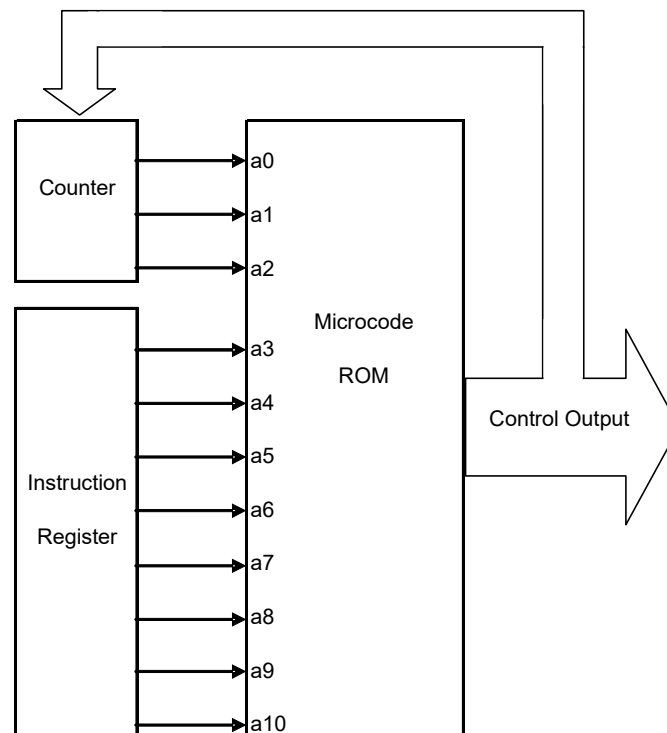 Counter
a0
a1
a2
Microcode
ROM
a3
a4
a5
a6
a7
a8
a9
a10
Instruction
Register
Control Output